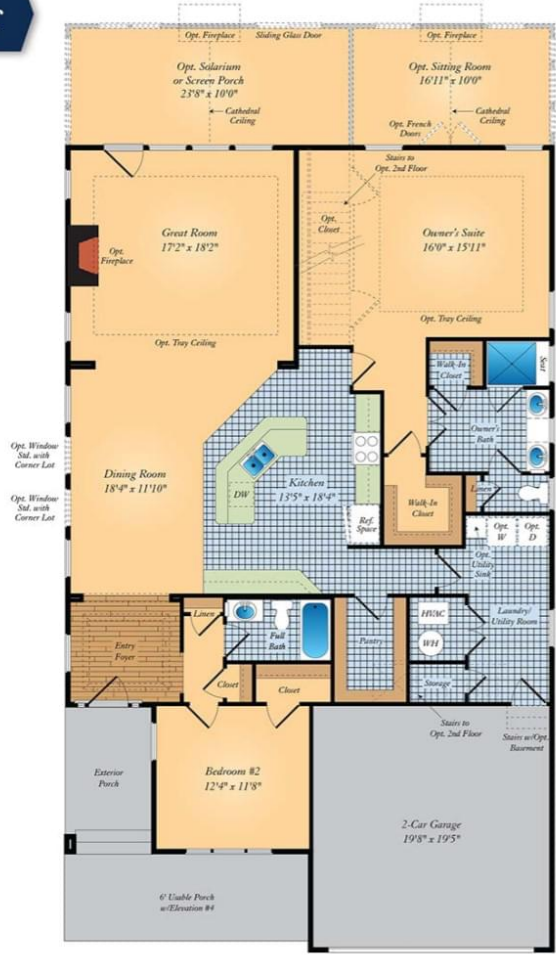 Opt. Fireplace
Sliding Glass Door
Opt. Fireplace
Opt. Solarium
or Screen Porch
23'8" x 10'0"
Cathedral
Ceiling
Opt. Sitting Room
16'11" x 10'0"
Cathedral
Ceiling
Opt. French
Doors
Stairs to
Opt. 2nd Floor
Great Room
17'2" x 18'2"
Opt.
Fireplace
Opt. Tray Ceiling
Opt.
Closet
Owner's Suite
16'0" x 15'11"
Opt. Tray Ceiling
Walk-In
Closet
Seat
Opt. Window
Std. with
Corner Lot
Opt. Window
Std. with
Corner Lot
Dining Room
18'4" x 11'10"
DW
Kitchen
13'5" x 18'4"
Ref.
Space
Owner's
Bath
Linen
Walk-In
Closet
Opt.
W
Opt.
D
Opt.
Utility
Sink
Entry
Foyer
Linen
Full
Bath
Pantry
HVAC
WH
Laundry/
Utility Room
Closet
Closet
Storage
Stairs to
Opt. 2nd Floor
Stairs w/Opt.
Basement
Exterior
Porch
Bedroom #2
12'4" x 11'8"
2-Car Garage
19'8" x 19'5"
6' Usable Porch
w/Elevation #4